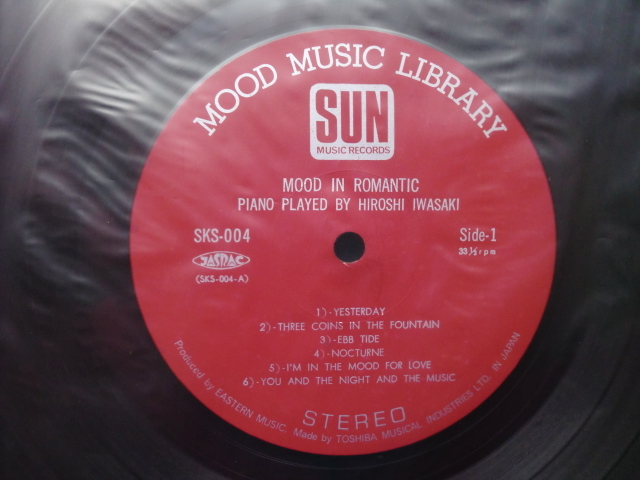 MOOD MUSIC LIBRARY
SUN
MUSIC RECORDS
MOOD IN ROMANTIC
PIANO PLAYED BY HIROSHI IWASAKI
SKS-004
Side-1
JASRAC
33⅓rpm
(SKS-004-A)
1)-YESTERDAY
2)-THREE COINS IN THE FOUNTAIN
3)-EBB TIDE
4)-NOCTURNE
5)-I'M IN THE MOOD FOR LOVE
6)-YOU AND THE NIGHT AND THE MUSIC
STEREO
Produced by EASTERN MUSIC. Made by TOSHIBA MUSICAL INDUSTRIES LTD. IN JAPAN